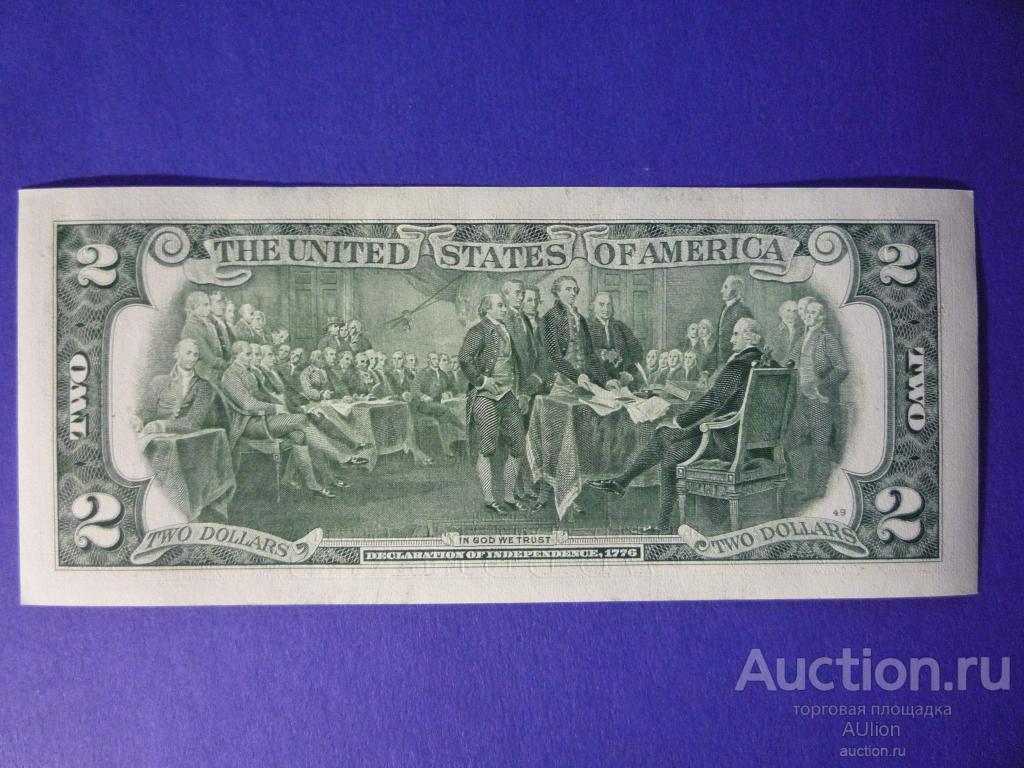 THE UNITED STATES OF AMERICA
2
2
TWO
TWO
2
2
49
TWO DOLLARS
IN GOD WE TRUST
TWO DOLLARS
DECLARATION OF INDEPENDENCE, 1776
Auction.ru
торговая площадка
AUlion
auction.ru